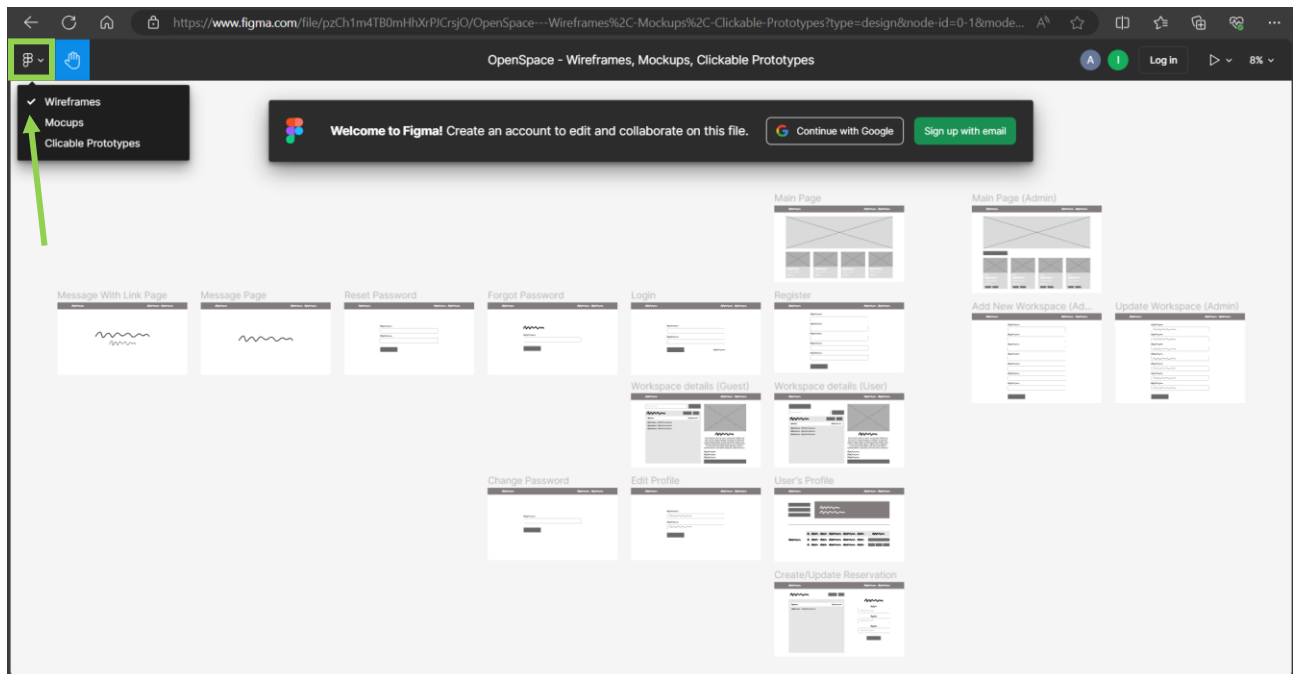 https://www.figma.com/file/pzCh1m4TB0mHhXrPJCrsjO/OpenSpace---Wireframes%2C-Mockups%2C-Clickable-Prototypes?type=design&node-id=0-1&mode...
OpenSpace - Wireframes, Mockups, Clickable Prototypes
A
I
Log in
8%
Wireframes
Mocups
Clicable Prototypes
Welcome to Figma! Create an account to edit and collaborate on this file.
Continue with Google
Sign up with email
Main Page
Main Page (Admin)
Message With Link Page
Message Page
Reset Password
Forgot Password
Login
Register
Add New Workspace (Ad...
Update Workspace (Admin)
Workspace details (Guest)
Workspace details (User)
Change Password
Edit Profile
User's Profile
Create/Update Reservation